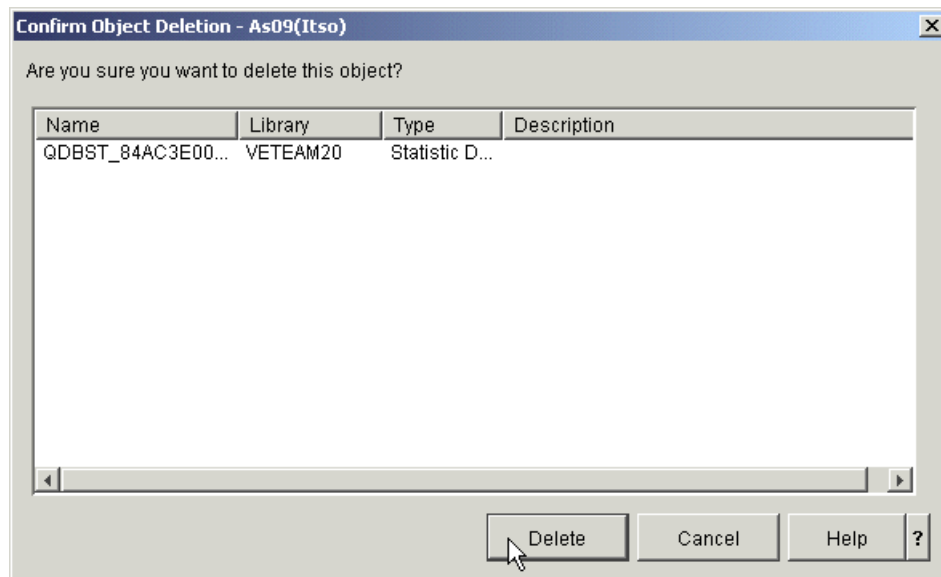 Confirm Object Deletion - As09(Itso)
Are you sure you want to delete this object?
Name Library Type Description
QDBST_84AC3E00... VETEAM20 Statistic D...
Delete Cancel Help ?